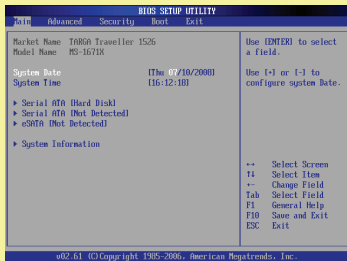 BIOS SETUP UTILITY
Main Advanced Security Boot Exit
Market Name TARGA Traveller 1526
Model Name MS-1671X
System Date [Thu 07/10/2008]
System Time [16:12:18]
Serial ATA [Hard Disk]
Serial ATA [Not Detected]
eSATA [Not Detected]
System Information
Use [ENTER] to select
a field.
Use [+] or [-] to
configure system Date.
↔ Select Screen
↑↓ Select Item
+- Change Field
Tab Select Field
F1 General Help
F10 Save and Exit
ESC Exit
v02.61 (C)Copyright 1985-2006, American Megatrends, Inc.